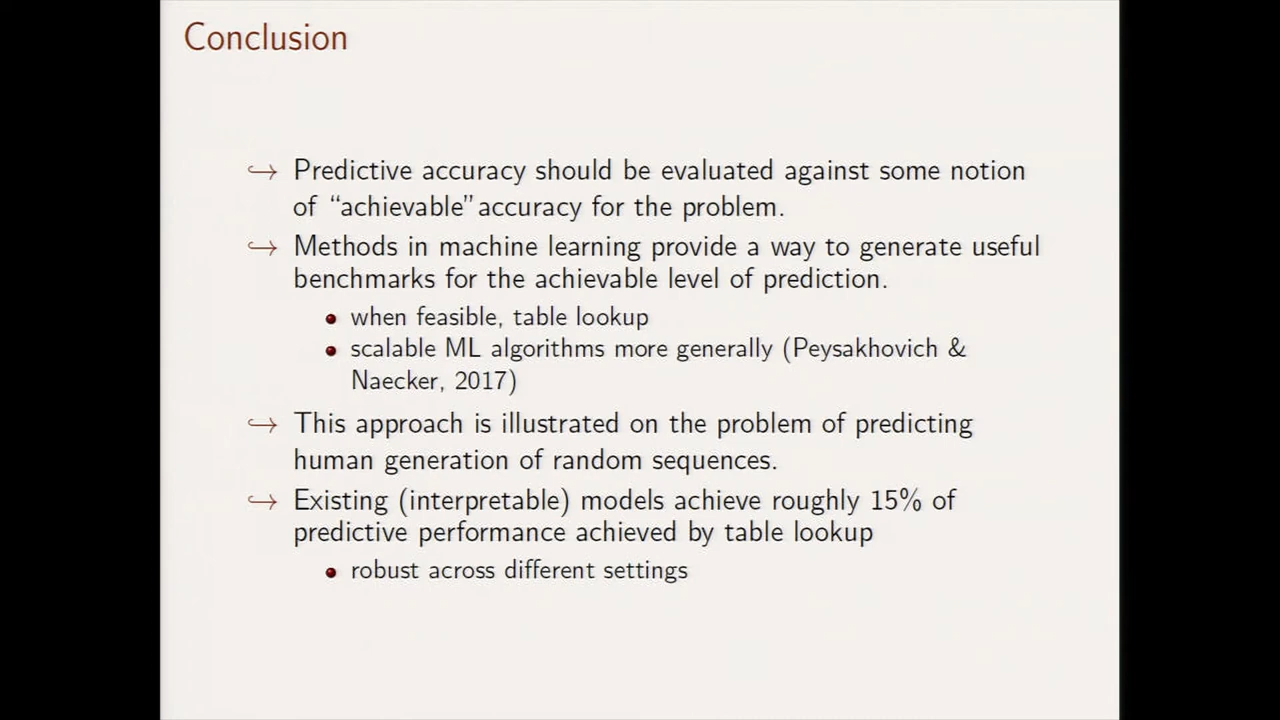 Conclusion
↪ Predictive accuracy should be evaluated against some notion
of “achievable” accuracy for the problem.
↪ Methods in machine learning provide a way to generate useful
benchmarks for the achievable level of prediction.
• when feasible, table lookup
• scalable ML algorithms more generally (Peysakhovich &
Naecker, 2017)
↪ This approach is illustrated on the problem of predicting
human generation of random sequences.
↪ Existing (interpretable) models achieve roughly 15% of
predictive performance achieved by table lookup
• robust across different settings